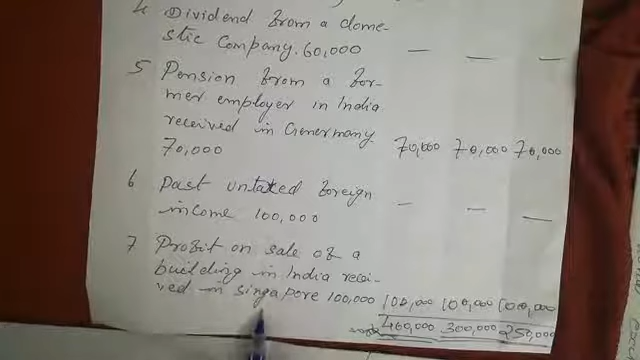 4 Dividend from a dome-
stic Company. 60,000 — — —
5 Pension from a for-
mer employer in India
received in Genermany.
70,000 70,000 70,000 70,000
6 Past untaxed foreign
income 100,000 — — —
7 Profit on sale of a
building in India recei-
ved in singapore 100,000 100,000 100,000 100,000
460,000 300,000 250,000